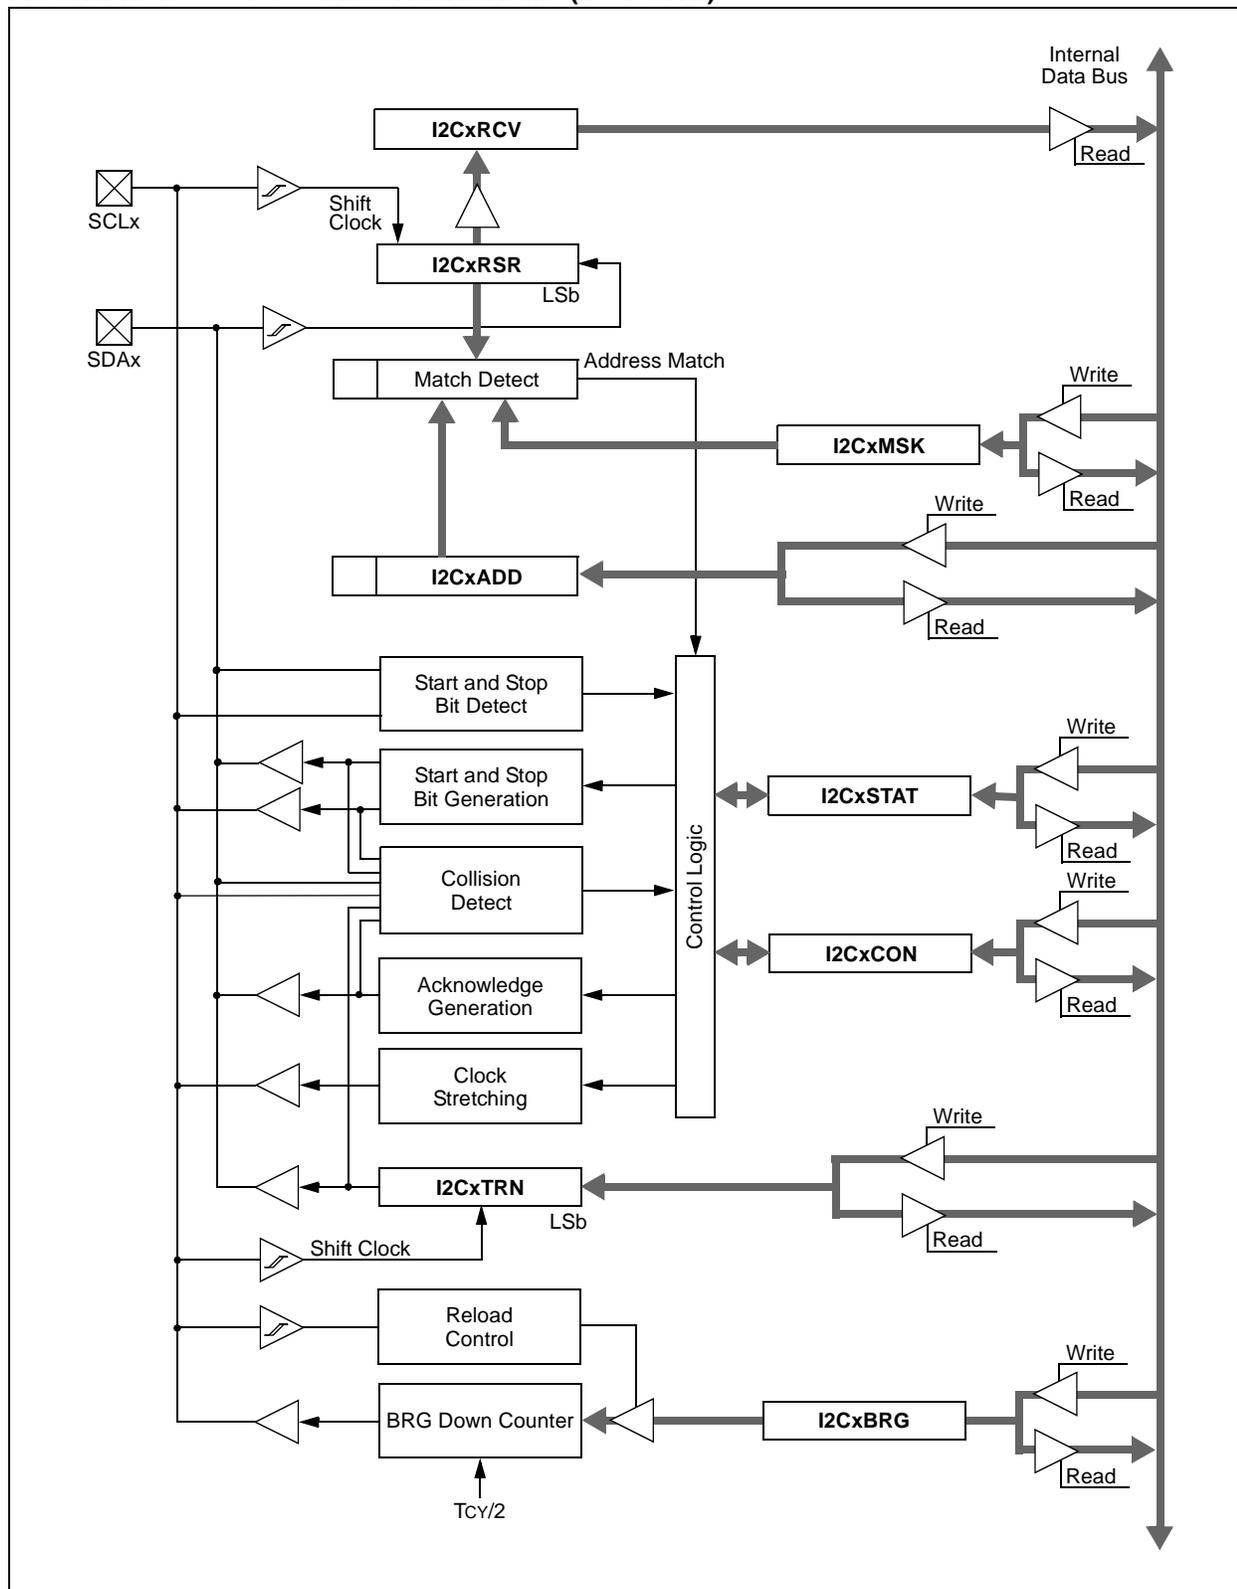 Internal
Data Bus
I2CxRCV
Read
SCLx
Shift
Clock
I2CxRSR
LSb
SDAx
Match Detect
Address Match
Write
I2CxMSK
Read
Write
I2CxADD
Read
Start and Stop
Bit Detect
Write
Start and Stop
Bit Generation
I2CxSTAT
Read
Control Logic
Collision
Detect
Write
I2CxCON
Read
Acknowledge
Generation
Clock
Stretching
Write
I2CxTRN
LSb
Read
Shift Clock
Reload
Control
Write
BRG Down Counter
I2CxBRG
Read
TCY/2